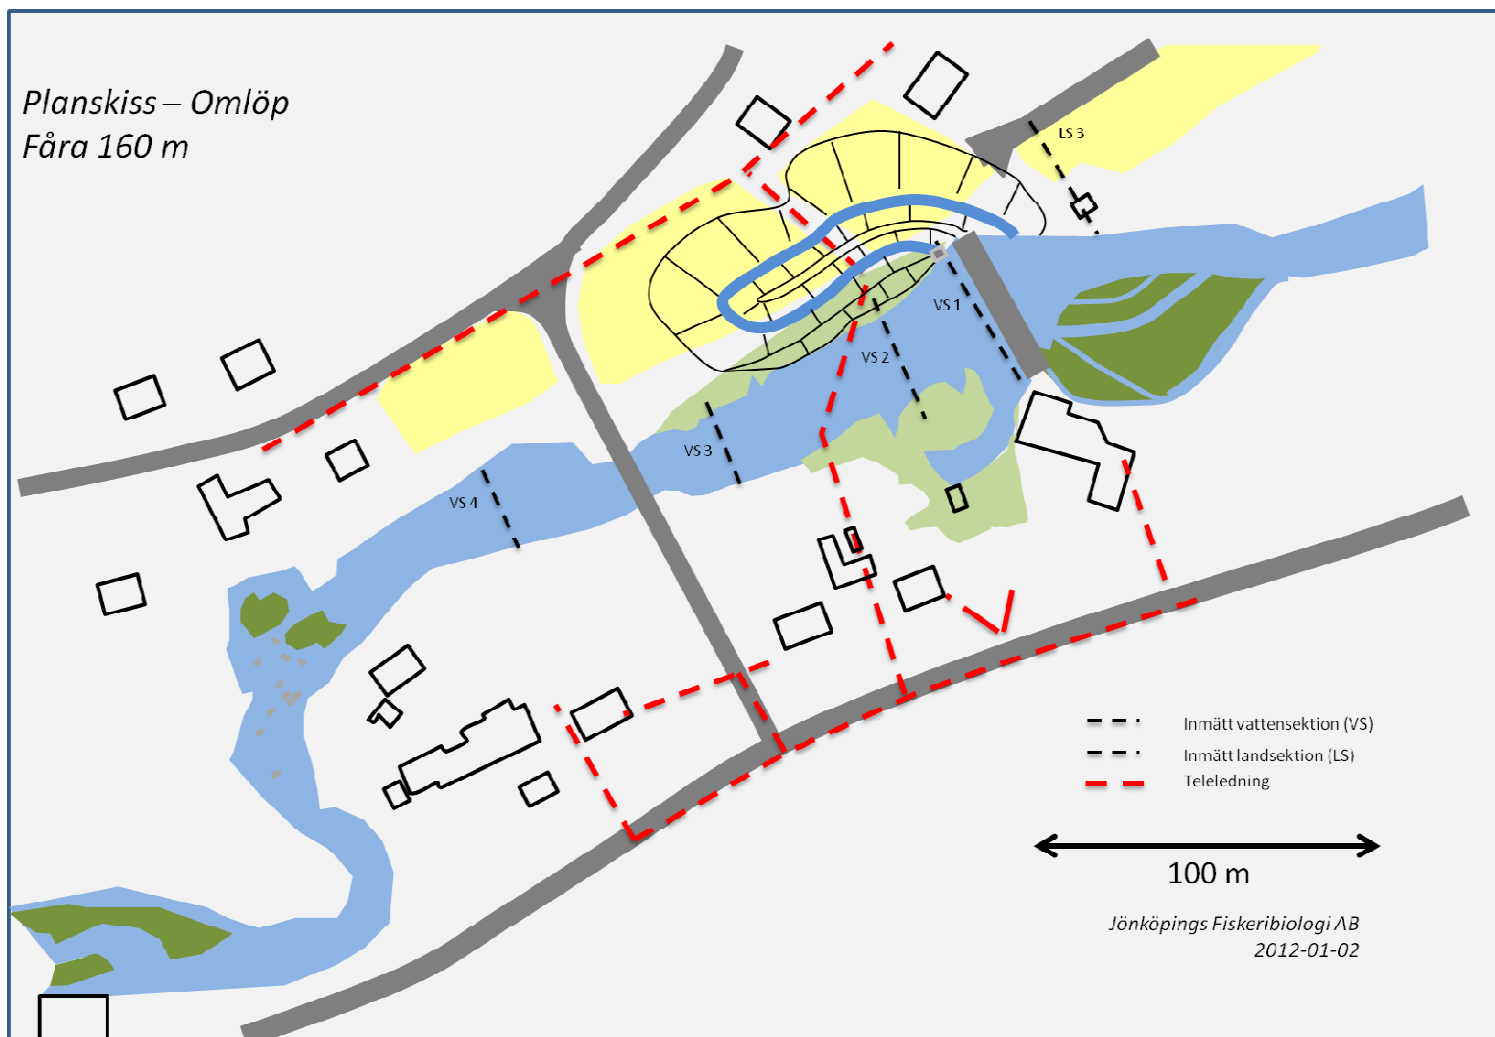 Planskiss – Omlöp
Fåra 160 m
LS 3
VS 1
VS 2
VS 3
VS 4
Inmätt vattensektion (VS)
Inmätt landsektion (LS)
Teleledning
100 m
Jönköpings Fiskeribiologi AB
2012-01-02